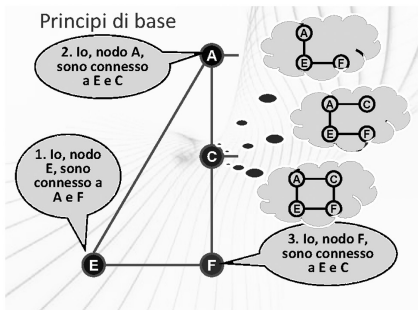 Principi di base
2. Io, nodo A,
sono connesso
a E e C
1. Io, nodo
E, sono
connesso a
A e F
3. Io, nodo F,
sono connesso
a E e C
A
C
E
F
A
E
F
A
C
E
F
A
C
E
F